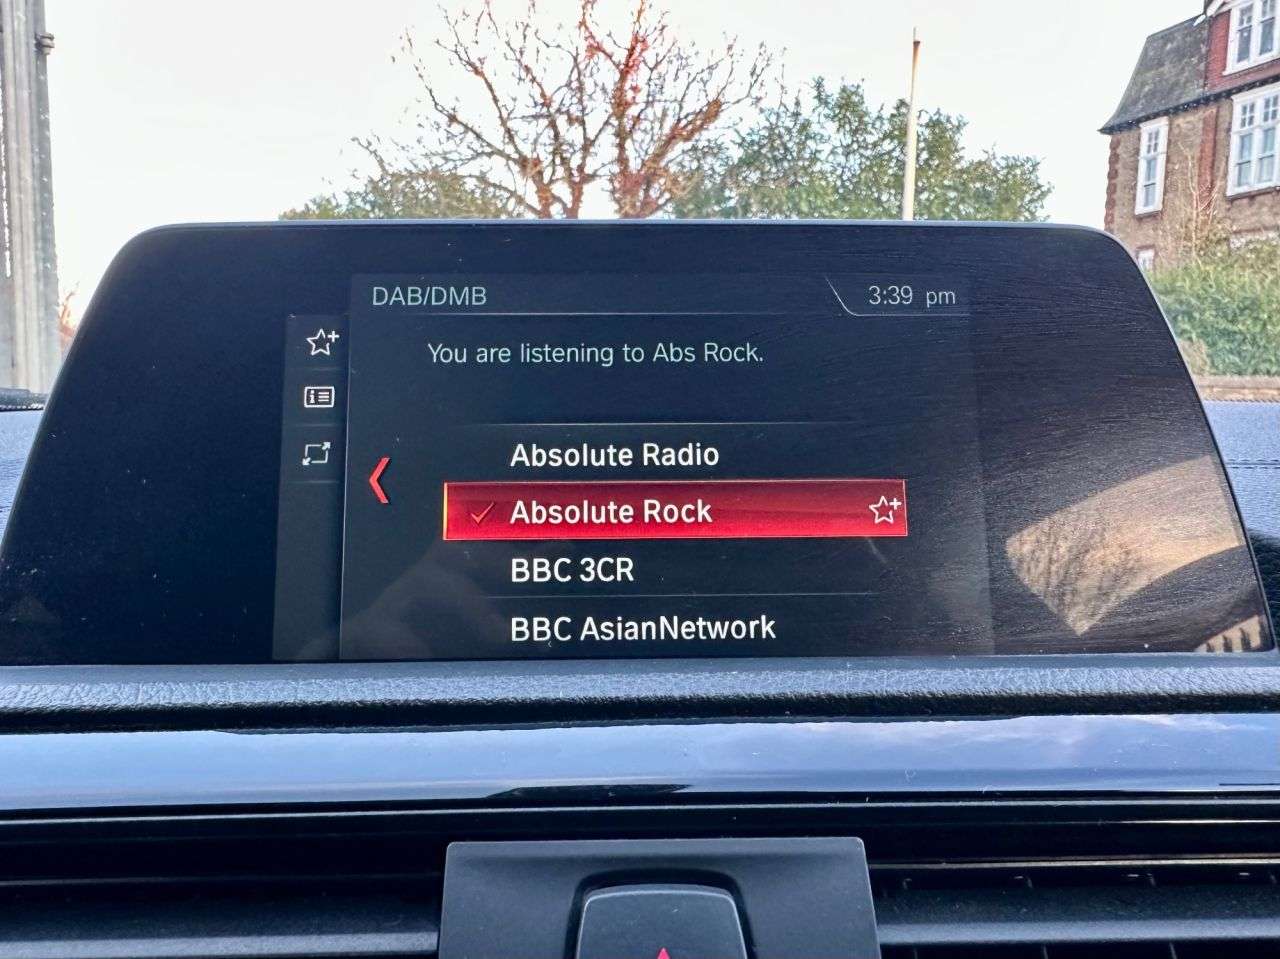 DAB/DMB
3:39 pm
You are listening to Abs Rock.
Absolute Radio
Absolute Rock
BBC 3CR
BBC AsianNetwork